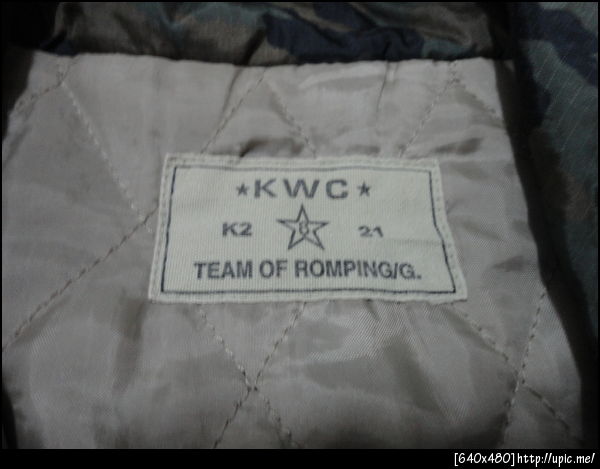 ★KWC★
K2 21
TEAM OF ROMPING/G.
[640x480]http://upic.me/